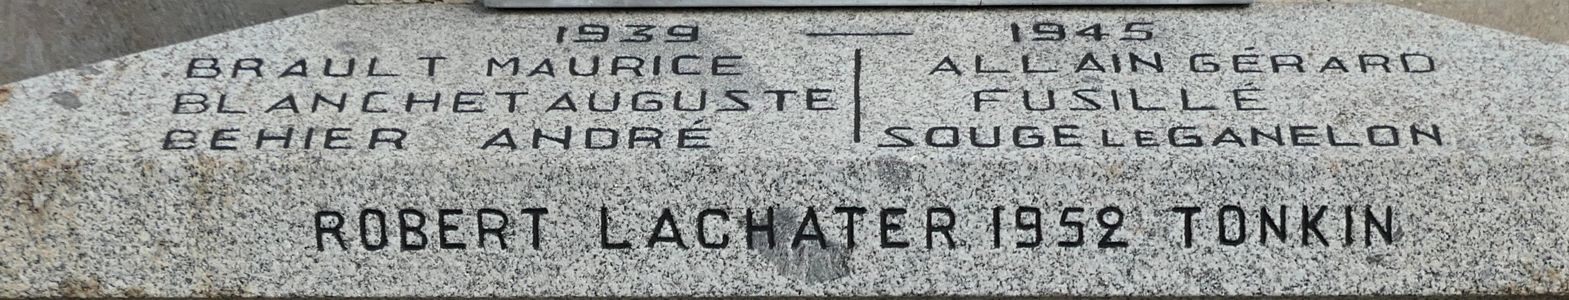 1939 — 1945
BRAULT MAURICE
BLANCHET AUGUSTE
BEHIER ANDRÉ
ALLAIN GÉRARD
FUSILLÉ
SOUGE LE GANELON
ROBERT LACHATER 1952 TONKIN